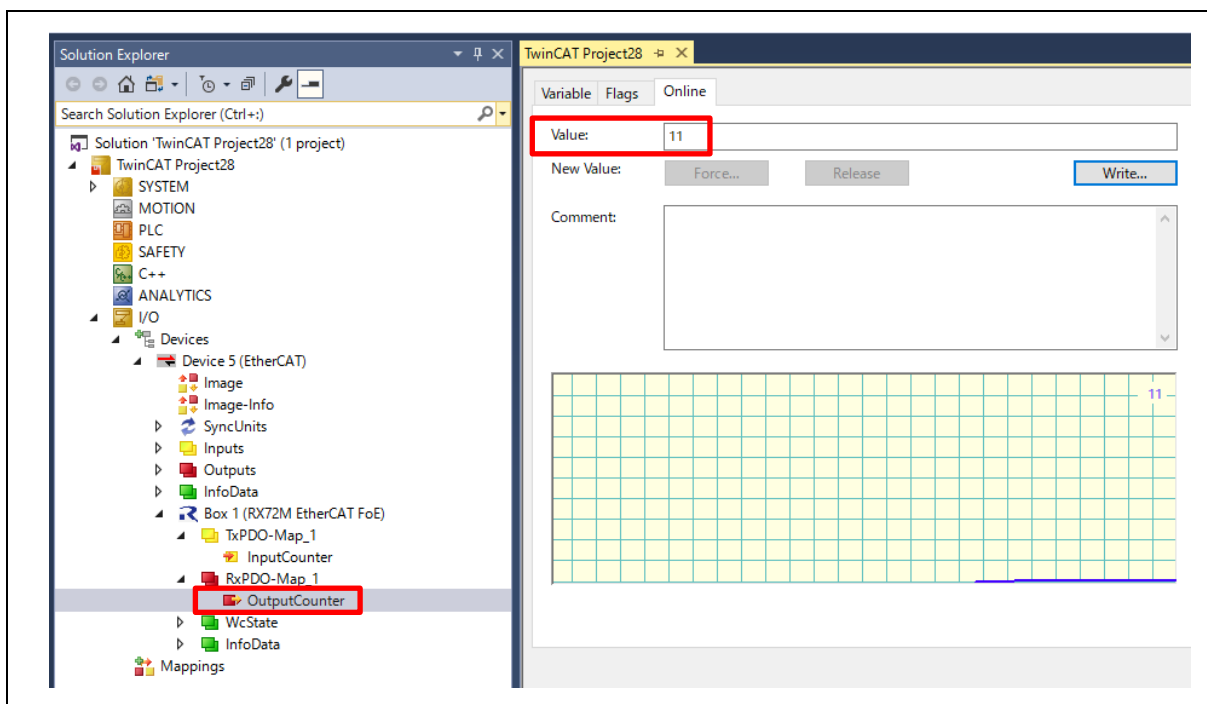 Solution Explorer
Search Solution Explorer (Ctrl+:)
Solution 'TwinCAT Project28' (1 project)
TwinCAT Project28
SYSTEM
MOTION
PLC
SAFETY
C++
ANALYTICS
I/O
Devices
Device 5 (EtherCAT)
Image
Image-Info
SyncUnits
Inputs
Outputs
InfoData
Box 1 (RX72M EtherCAT FoE)
TxPDO-Map_1
InputCounter
RxPDO-Map_1
OutputCounter
WcState
InfoData
Mappings
TwinCAT Project28
Variable Flags Online
Value: 11
New Value: Force... Release Write...
Comment:
11